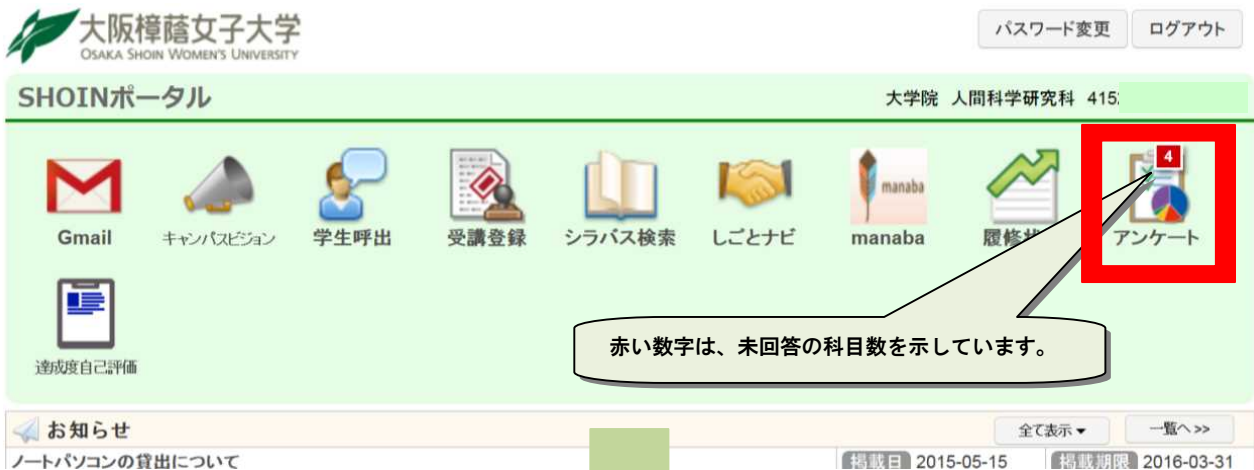 大阪樟蔭女子大学
OSAKA SHOIN WOMEN'S UNIVERSITY
パスワード変更 ログアウト
SHOINポータル
大学院 人間科学研究科 415
4
manaba
Gmail キャンパスビジョン 学生呼出 受講登録 シラバス検索 しごとナビ manaba 履修 アンケート
赤い数字は、未回答の科目数を示しています。
達成度自己評価
お知らせ 全て表示▼ 一覧へ>>
ノートパソコンの貸出について 掲載日 2015-05-15 掲載期限 2016-03-31